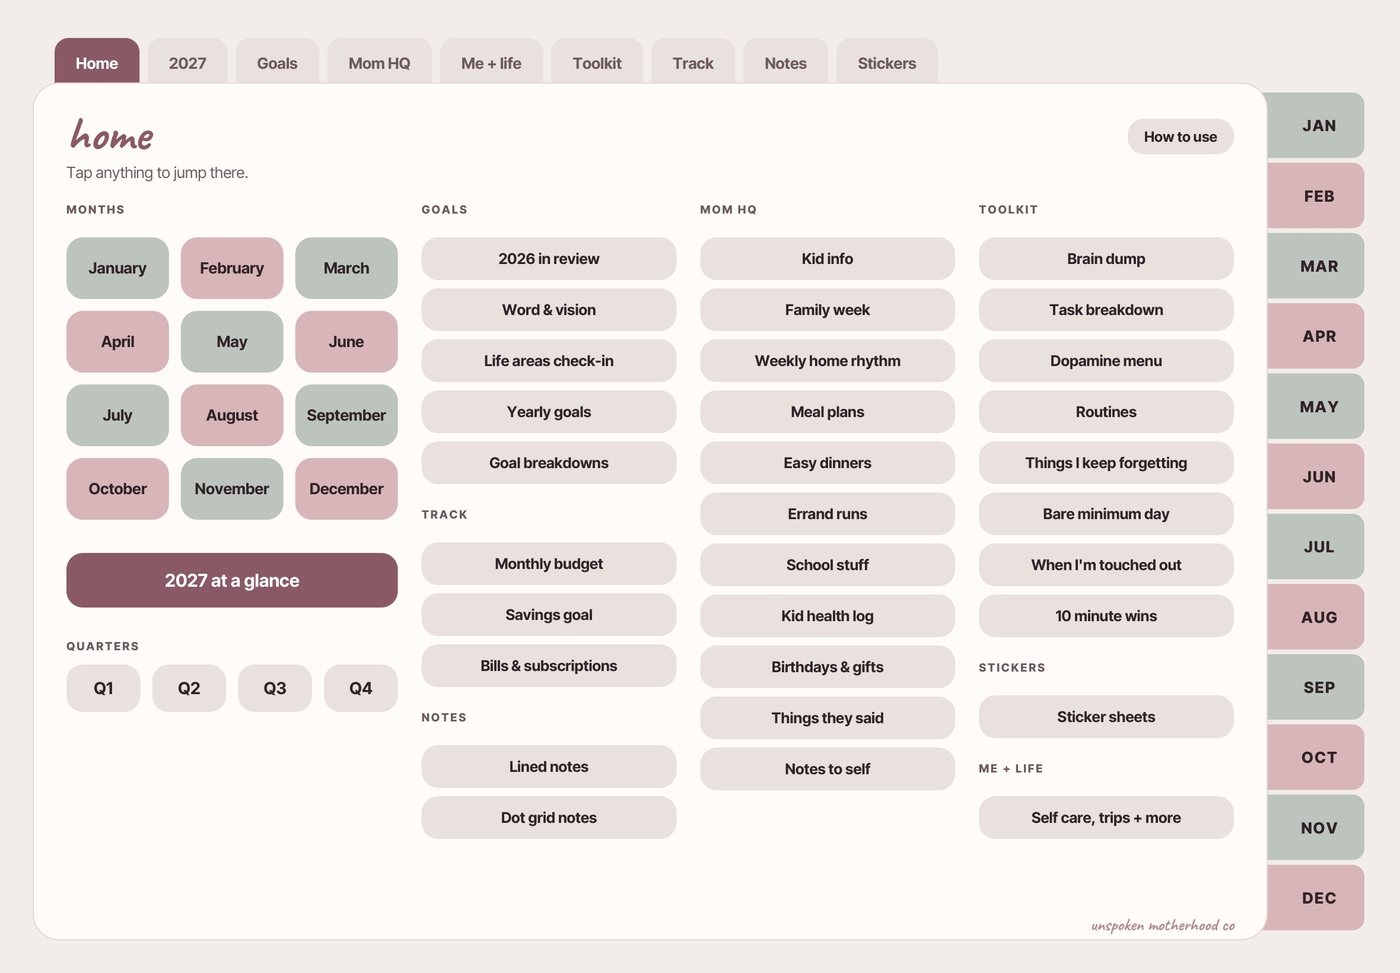 Home
2027
Goals
Mom HQ
Me + life
Toolkit
Track
Notes
Stickers
home
How to use
Tap anything to jump there.
MONTHS
January
February
March
April
May
June
July
August
September
October
November
December
2027 at a glance
QUARTERS
Q1
Q2
Q3
Q4
GOALS
2026 in review
Word & vision
Life areas check-in
Yearly goals
Goal breakdowns
TRACK
Monthly budget
Savings goal
Bills & subscriptions
NOTES
Lined notes
Dot grid notes
MOM HQ
Kid info
Family week
Weekly home rhythm
Meal plans
Easy dinners
Errand runs
School stuff
Kid health log
Birthdays & gifts
Things they said
Notes to self
TOOLKIT
Brain dump
Task breakdown
Dopamine menu
Routines
Things I keep forgetting
Bare minimum day
When I'm touched out
10 minute wins
STICKERS
Sticker sheets
ME + LIFE
Self care, trips + more
unspoken motherhood co
JAN
FEB
MAR
APR
MAY
JUN
JUL
AUG
SEP
OCT
NOV
DEC